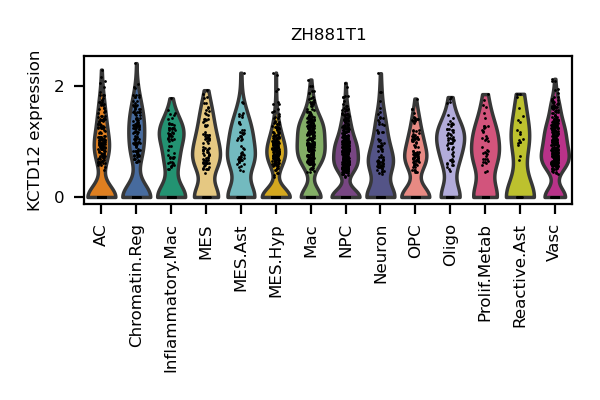 ZH881T1
KCTD12 expression
2
0
AC
Chromatin.Reg
Inflammatory.Mac
MES
MES.Ast
MES.Hyp
Mac
NPC
Neuron
OPC
Oligo
Prolif.Metab
Reactive.Ast
Vasc